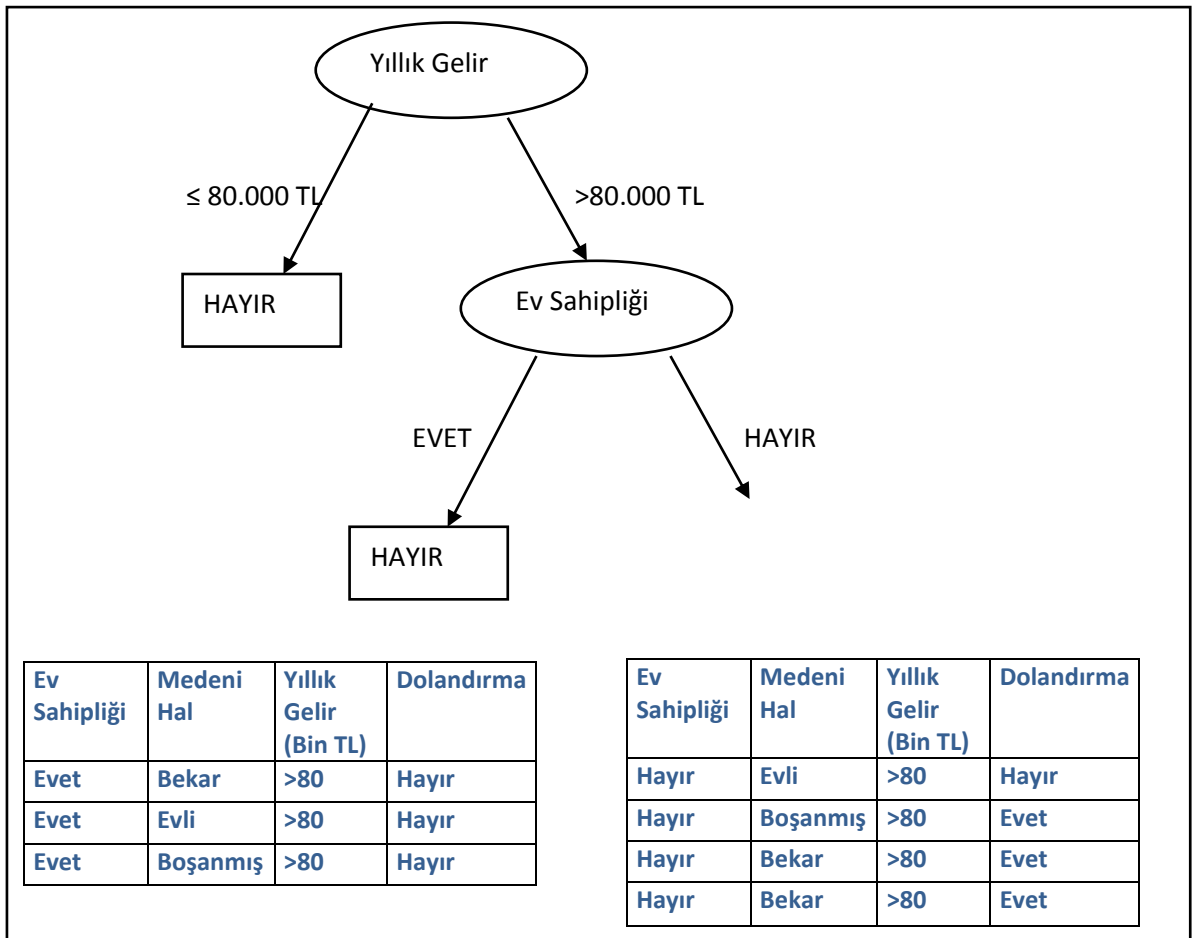 Yıllık Gelir
≤ 80.000 TL
>80.000 TL
HAYIR
Ev Sahipliği
EVET
HAYIR
HAYIR
Ev Sahipliği Medeni Hal Yıllık Gelir (Bin TL) Dolandırma
Evet Bekar >80 Hayır
Evet Evli >80 Hayır
Evet Boşanmış >80 Hayır
Ev Sahipliği Medeni Hal Yıllık Gelir (Bin TL) Dolandırma
Hayır Evli >80 Hayır
Hayır Boşanmış >80 Evet
Hayır Bekar >80 Evet
Hayır Bekar >80 Evet